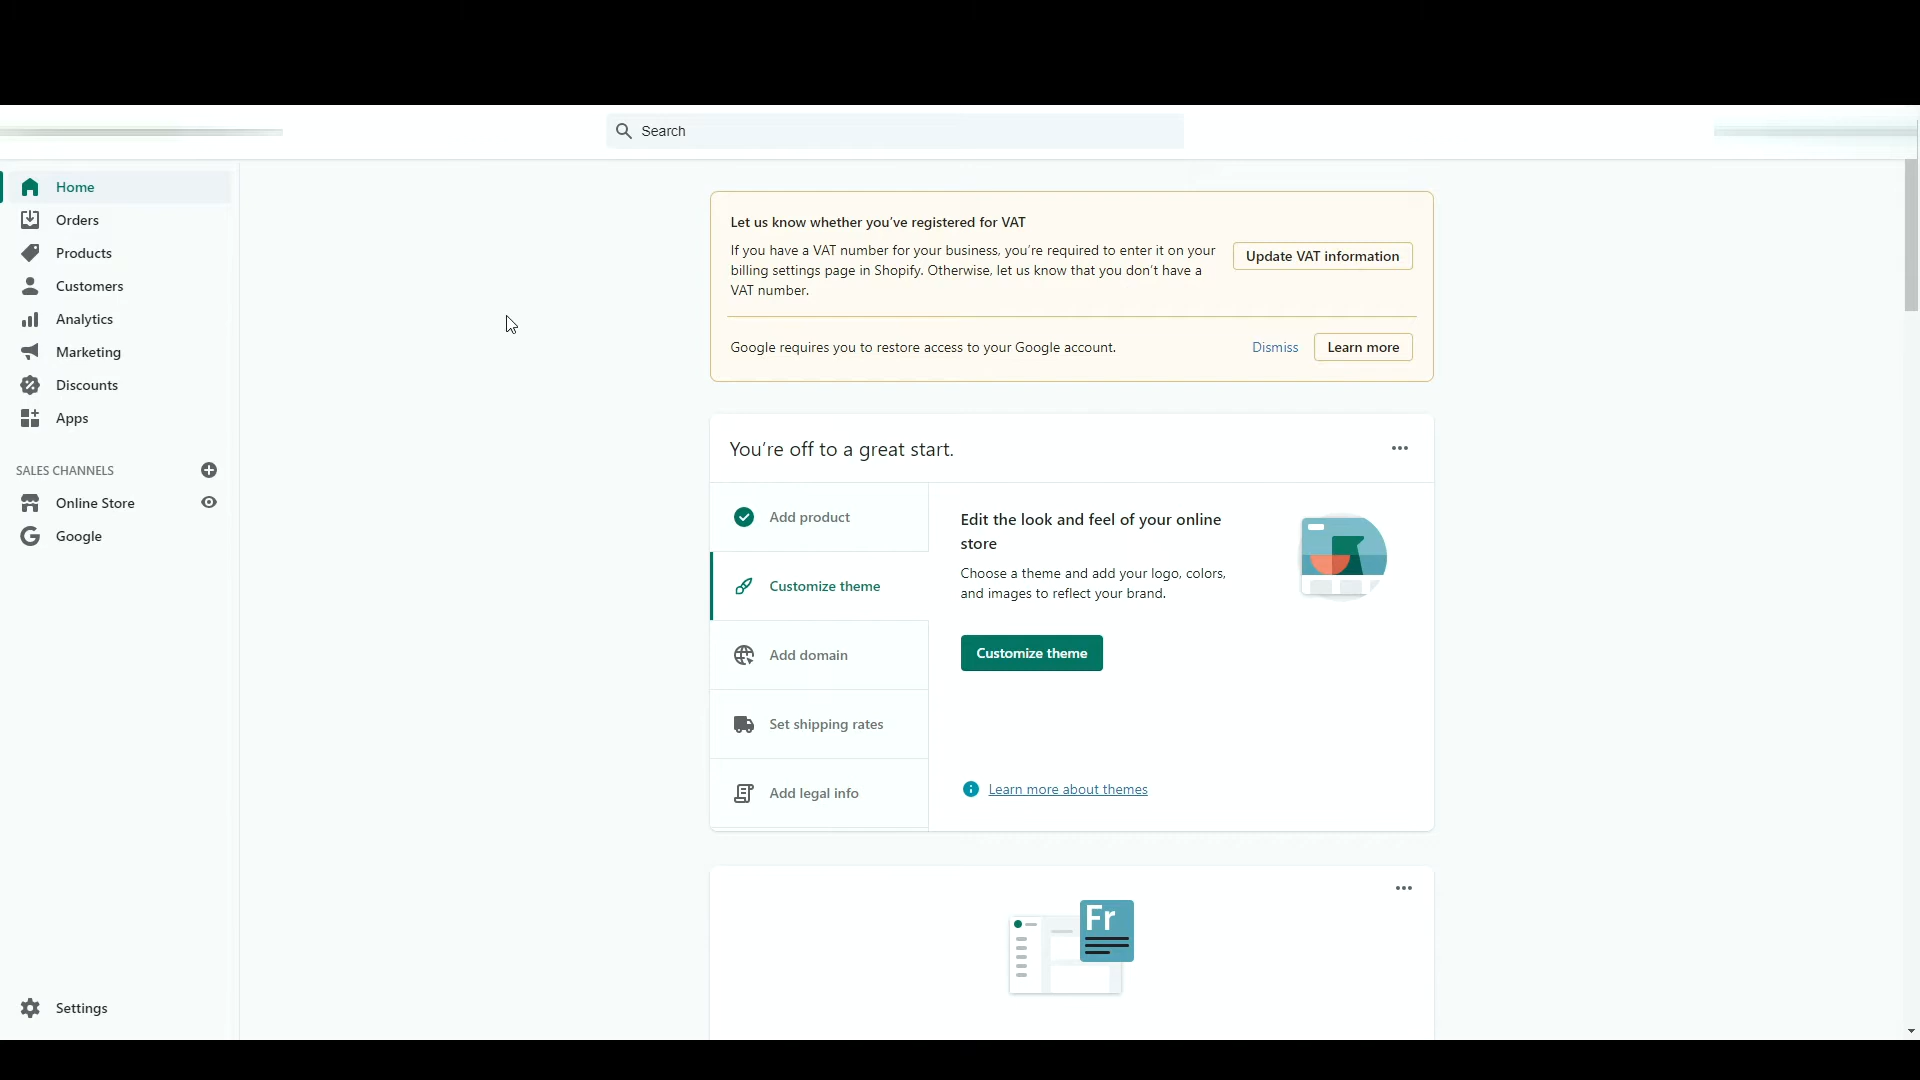 Search
Home
Orders
Products
Customers
Analytics
Marketing
Discounts
Apps
SALES CHANNELS
Online Store
Google
Settings
Let us know whether you've registered for VAT
If you have a VAT number for your business, you're required to enter it on your
billing settings page in Shopify. Otherwise, let us know that you don't have a
VAT number.
Update VAT information
Google requires you to restore access to your Google account.
Dismiss
Learn more
You're off to a great start.
Add product
Customize theme
Add domain
Set shipping rates
Add legal info
Edit the look and feel of your online
store
Choose a theme and add your logo, colors,
and images to reflect your brand.
Customize theme
Learn more about themes
Fr